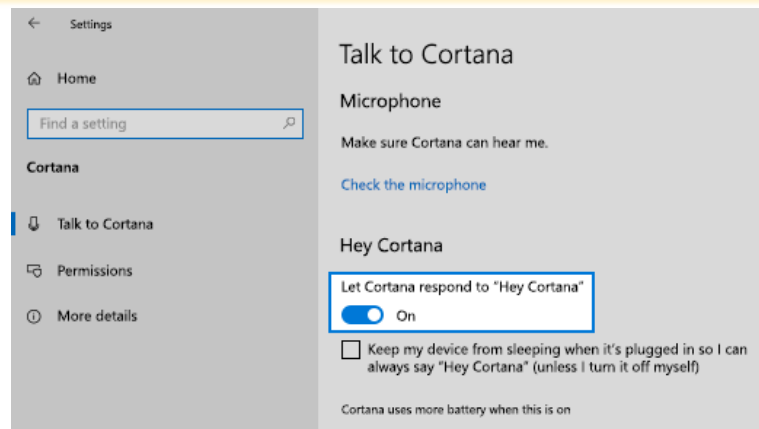 Settings
Home
Find a setting
Cortana
Talk to Cortana
Permissions
More details
Talk to Cortana
Microphone
Make sure Cortana can hear me.
Check the microphone
Hey Cortana
Let Cortana respond to “Hey Cortana”
On
Keep my device from sleeping when it's plugged in so I can
always say “Hey Cortana” (unless I turn it off myself)
Cortana uses more battery when this is on